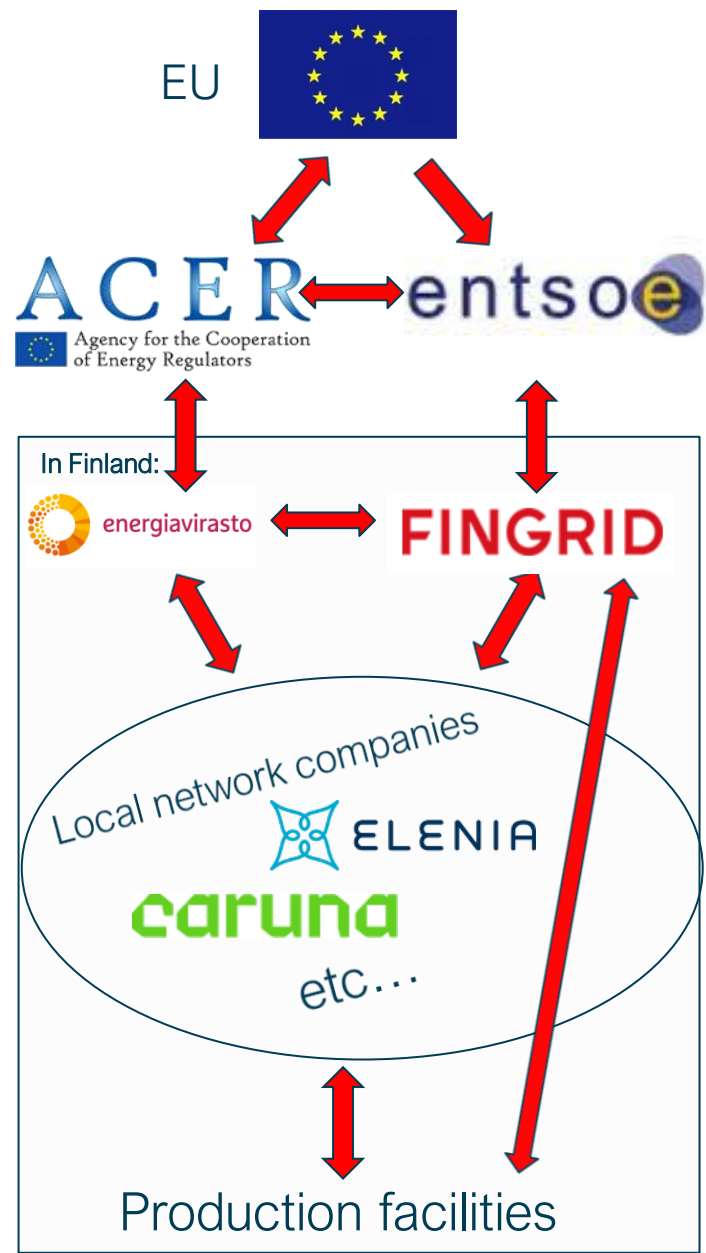 EU
ACER
Agency for the Cooperation
of Energy Regulators
entsoe
In Finland:
energiavirasto
FINGRID
Local network companies
ELENIA
caruna
etc...
Production facilities